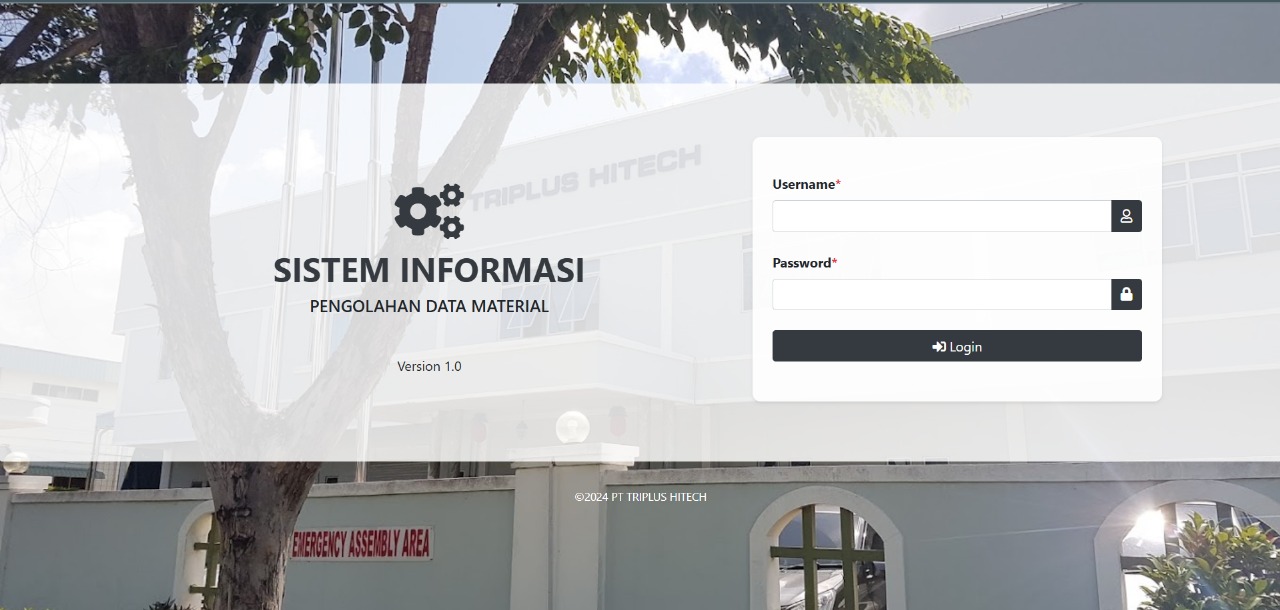 TRIPLUS HITECH
SISTEM INFORMASI
PENGOLAHAN DATA MATERIAL
Version 1.0
Username*
Password*
Login
©2024 PT TRIPLUS HITECH
EMERGENCY ASSEMBLY AREA